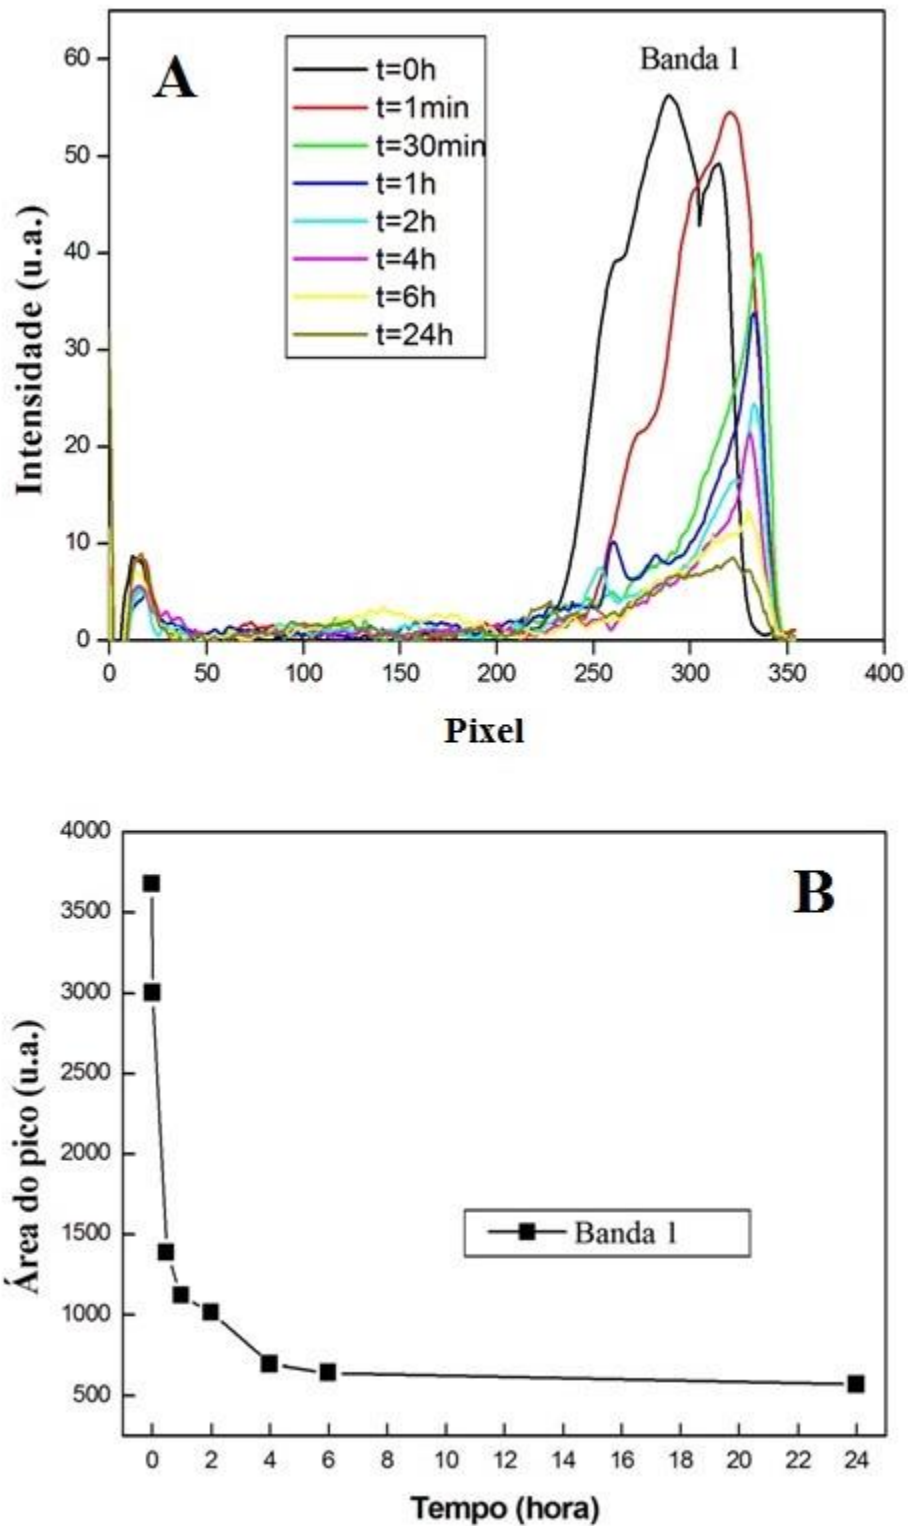 A
Banda 1
t=0h
t=1min
t=30min
t=1h
t=2h
t=4h
t=6h
t=24h
Intensidade (u.a.)
60
50
40
30
20
10
0
0 50 100 150 200 250 300 350 400
Pixel
B
Área do pico (u.a.)
4000
3500
3000
2500
2000
1500
1000
500
Banda 1
0 2 4 6 8 10 12 14 16 18 20 22 24
Tempo (hora)